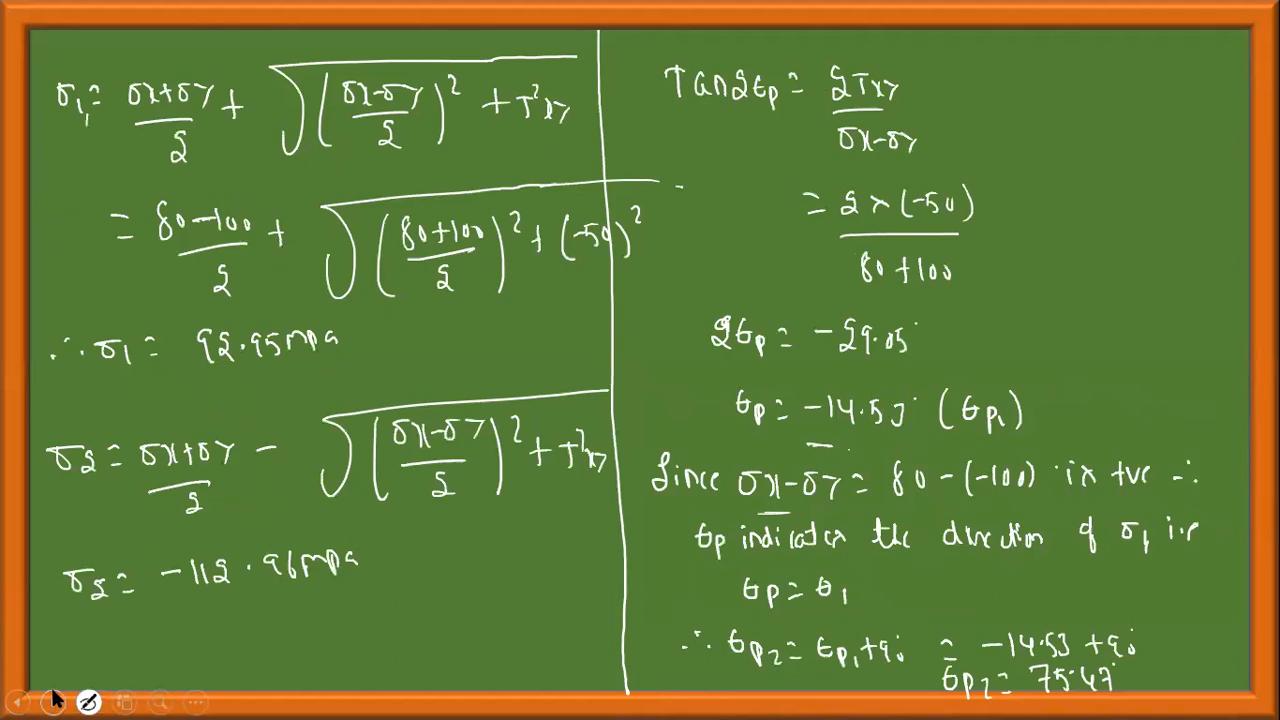 σ₁ = σx+σy/2 + √((σx-σy/2)² + τ²xy)
= 80-100/2 + √((80+100/2)² + (-50)²)
∴ σ₁ = 92.95 mpa
σ2 = σx+σy/2 - √((σx-σy/2)² + τ²xy)
σ2 = -112.96 mpa
Tan2θp = 2τxy/σx-σy
= 2×(-50)/80+100
2θp = -29.05°
θp = -14.53° (θp₁)
Since σx-σy = 80-(-100) is +ve ∴
θp indicates the direction of σ₁ i.e
θp = θ₁
∴ θp2 = θp₁+90° = -14.53+90°
θp2 = 75.47°